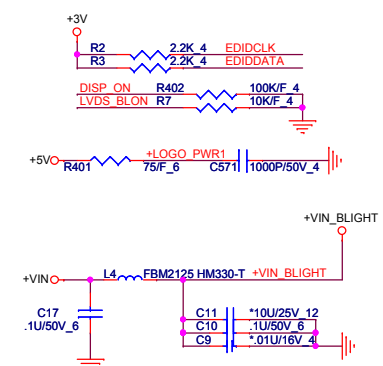 +3V
R2 2.2K_4 EDIDCLK
R3 2.2K_4 EDIDDATA
DISP_ON R402 100K/F_4
LVDS_BLON R7 10K/F_4
+5V +LOGO_PWR1
R401 75/F_6 C571 1000P/50V_4
+VIN_BLIGHT
+VIN L4 FBM2125 HM330-T +VIN_BLIGHT
C17 C11 *10U/25V_12
.1U/50V_6 C10 .1U/50V_6
C9 *.01U/16V_4